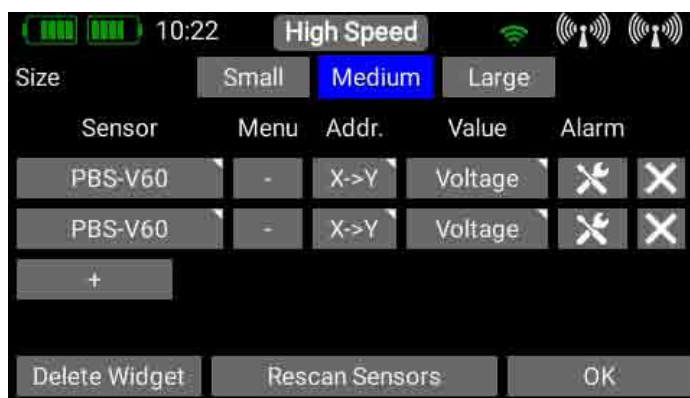 10:22 High Speed
Size Small Medium Large
Sensor Menu Addr. Value Alarm
PBS-V60 - X->Y Voltage
PBS-V60 - X->Y Voltage
+
Delete Widget Rescan Sensors OK